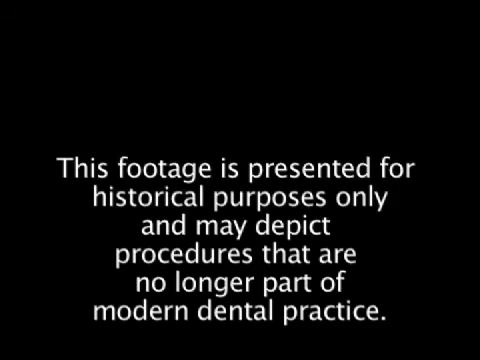 This footage is presented for
historical purposes only
and may depict
procedures that are
no longer part of
modern dental practice.